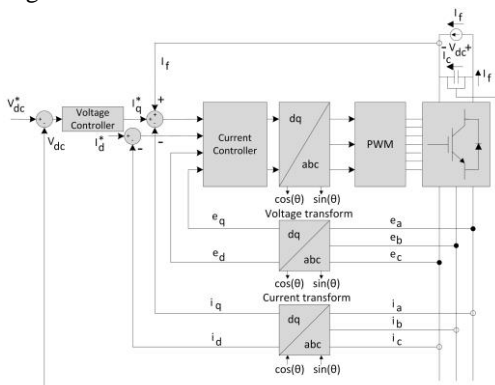 I_f
- V_dc +
I_c
I_f
I_f
V*_dc
Voltage
Controller
I*_q
+
-
V_dc
I*_d
-
-
Current
Controller
dq
abc
PWM
cos(θ) sin(θ)
Voltage transform
e_q
e_d
dq
abc
e_a
e_b
e_c
cos(θ) sin(θ)
Current transform
i_q
i_d
dq
abc
i_a
i_b
i_c
cos(θ) sin(θ)